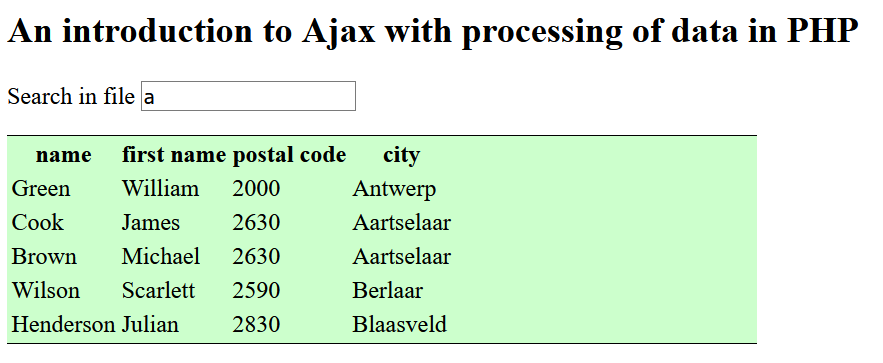 An introduction to Ajax with processing of data in PHP
Search in file a
name first name postal code city
Green William 2000 Antwerp
Cook James 2630 Aartselaar
Brown Michael 2630 Aartselaar
Wilson Scarlett 2590 Berlaar
Henderson Julian 2830 Blaasveld